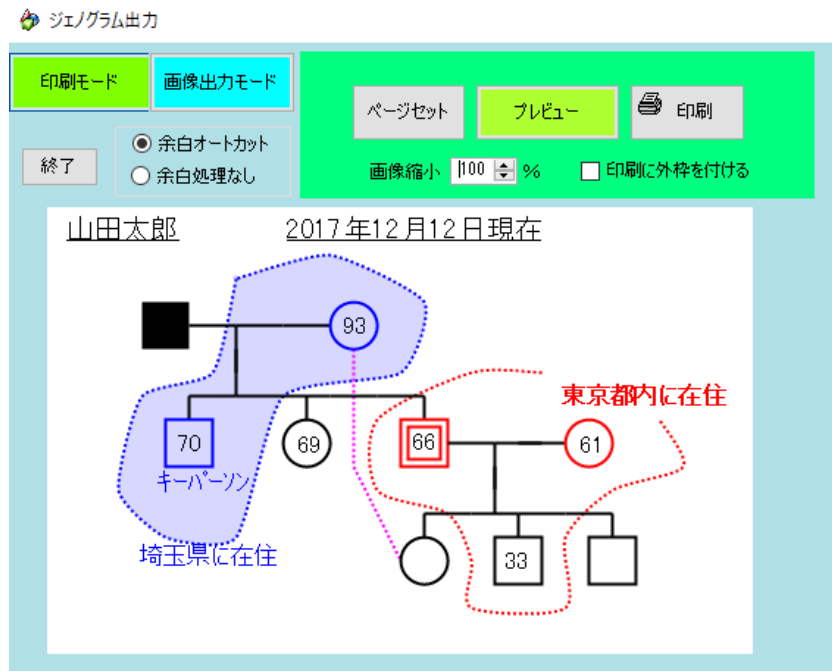 ジェノグラム出力
印刷モード
画像出力モード
ページセット
プレビュー
印刷
終了
余白オートカット
余白処理なし
画像縮小 100 %
印刷に外枠を付ける
山田太郎 2017年12月12日現在
93
東京都内に在住
70
69
66
61
キーパーソン
埼玉県に在住
33